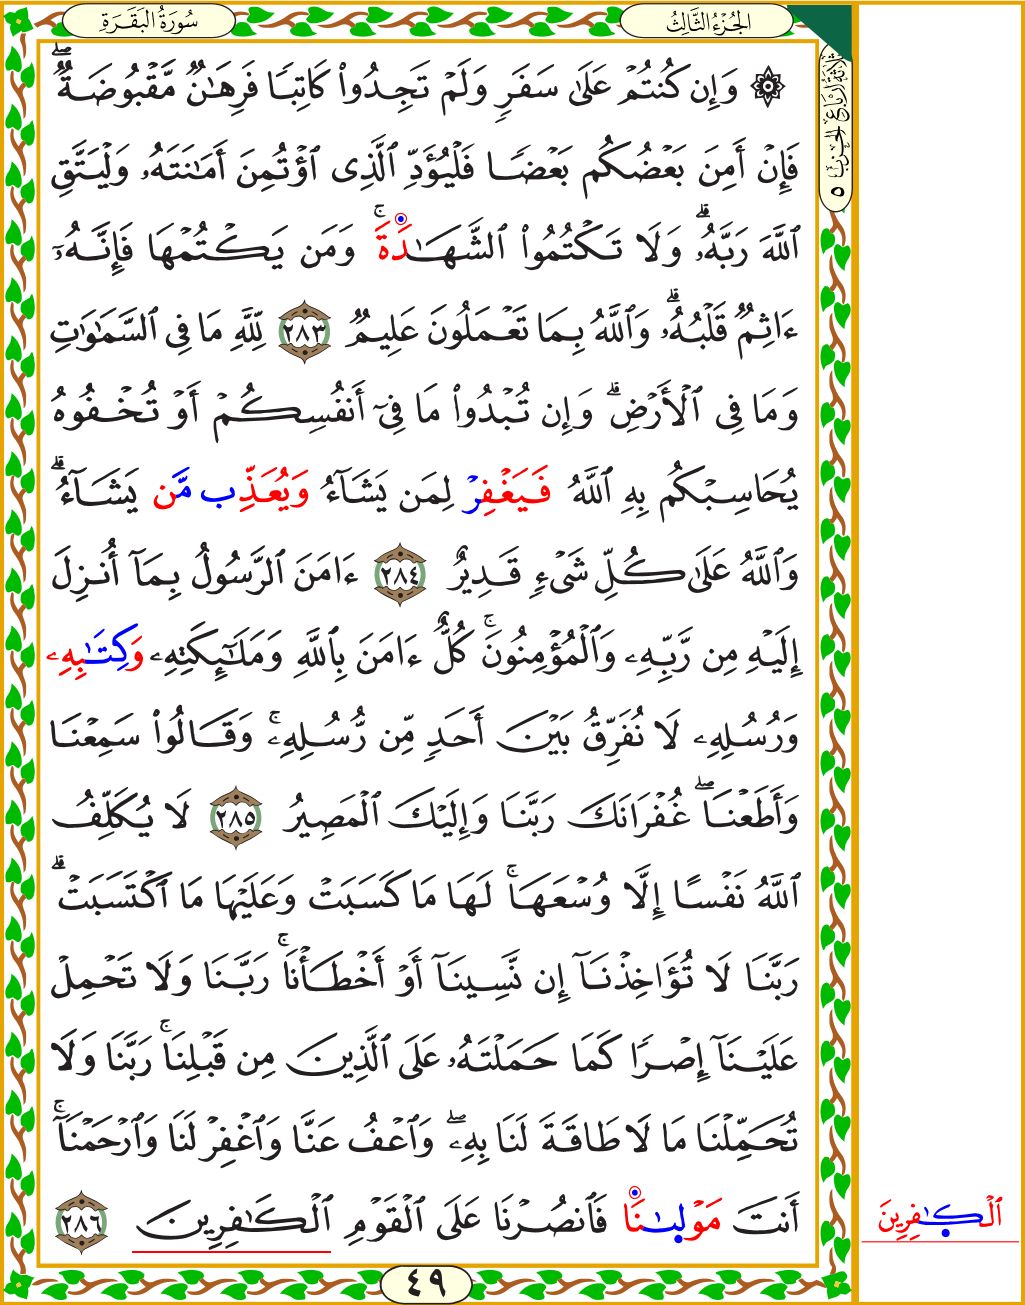 سُورَةُ الْبَقَرَةِ
الجُزْءُ الثَّالِثُ
۞ وَإِن كُنتُمْ عَلَىٰ سَفَرٍ وَلَمْ تَجِدُوا۟ كَاتِبًا فَرِهَٰنٌ مَّقْبُوضَةٌ ۖ
فَإِنْ أَمِنَ بَعْضُكُم بَعْضًا فَلْيُؤَدِّ ٱلَّذِى ٱؤْتُمِنَ أَمَٰنَتَهُۥ وَلْيَتَّقِ
ٱللَّهَ رَبَّهُۥ ۗ وَلَا تَكْتُمُوا۟ ٱلشَّهَٰدَةَ ۚ وَمَن يَكْتُمْهَا فَإِنَّهُۥٓ
ءَاثِمٌ قَلْبُهُۥ ۗ وَٱللَّهُ بِمَا تَعْمَلُونَ عَلِيمٌ ٢٨٣ لِّلَّهِ مَا فِى ٱلسَّمَٰوَٰتِ
وَمَا فِى ٱلْأَرْضِ ۗ وَإِن تُبْدُوا۟ مَا فِىٓ أَنفُسِكُمْ أَوْ تُخْفُوهُ
يُحَاسِبْكُم بِهِ ٱللَّهُ فَيَغْفِرْ لِمَن يَشَآءُ وَيُعَذِّب مَّن يَشَآءُ ۗ
وَٱللَّهُ عَلَىٰ كُلِّ شَىْءٍ قَدِيرٌ ٢٨٤ ءَامَنَ ٱلرَّسُولُ بِمَآ أُنزِلَ
إِلَيْهِ مِن رَّبِّهِۦ وَٱلْمُؤْمِنُونَ ۚ كُلٌّ ءَامَنَ بِٱللَّهِ وَمَلَٰٓئِكَتِهِۦ وَكِتَٰبِهِۦ
وَرُسُلِهِۦ لَا نُفَرِّقُ بَيْنَ أَحَدٍ مِّن رُّسُلِهِۦ ۚ وَقَالُوا۟ سَمِعْنَا
وَأَطَعْنَا ۖ غُفْرَانَكَ رَبَّنَا وَإِلَيْكَ ٱلْمَصِيرُ ٢٨٥ لَا يُكَلِّفُ
ٱللَّهُ نَفْسًا إِلَّا وُسْعَهَا ۚ لَهَا مَا كَسَبَتْ وَعَلَيْهَا مَا ٱكْتَسَبَتْ ۗ
رَبَّنَا لَا تُؤَاخِذْنَآ إِن نَّسِينَآ أَوْ أَخْطَأْنَا ۚ رَبَّنَا وَلَا تَحْمِلْ
عَلَيْنَآ إِصْرًا كَمَا حَمَلْتَهُۥ عَلَى ٱلَّذِينَ مِن قَبْلِنَا ۚ رَبَّنَا وَلَا
تُحَمِّلْنَا مَا لَا طَاقَةَ لَنَا بِهِۦ ۖ وَٱعْفُ عَنَّا وَٱغْفِرْ لَنَا وَٱرْحَمْنَآ ۚ
أَنتَ مَوْلَىٰنَا فَٱنصُرْنَا عَلَى ٱلْقَوْمِ ٱلْكَٰفِرِينَ ٢٨٦
ٱلْكَٰفِرِينَ
٤٩